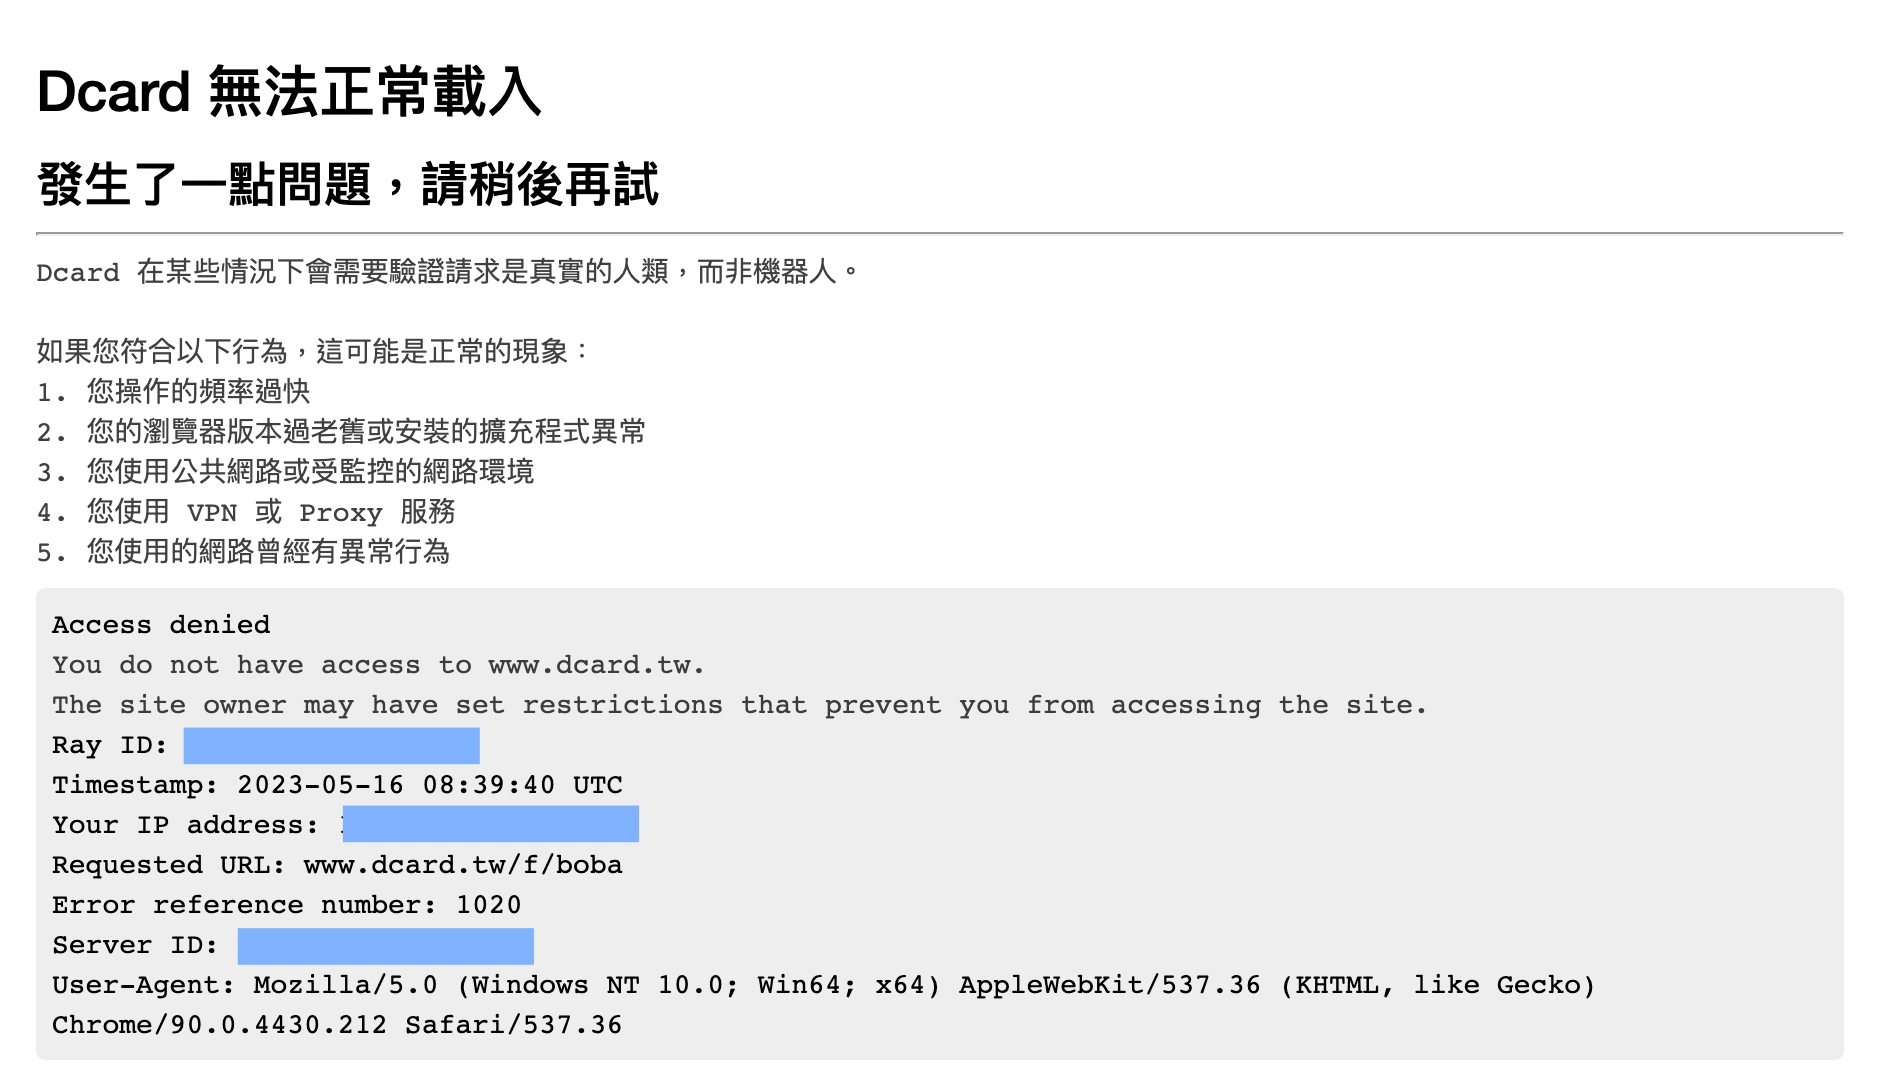 Dcard 無法正常載入
發生了一點問題，請稍後再試
Dcard 在某些情況下會需要驗證請求是真實的人類，而非機器人。
如果您符合以下行為，這可能是正常的現象：
1. 您操作的頻率過快
2. 您的瀏覽器版本過老舊或安裝的擴充程式異常
3. 您使用公共網路或受監控的網路環境
4. 您使用 VPN 或 Proxy 服務
5. 您使用的網路曾經有異常行為
Access denied
You do not have access to www.dcard.tw.
The site owner may have set restrictions that prevent you from accessing the site.
Ray ID:
Timestamp: 2023-05-16 08:39:40 UTC
Your IP address:
Requested URL: www.dcard.tw/f/boba
Error reference number: 1020
Server ID:
User-Agent: Mozilla/5.0 (Windows NT 10.0; Win64; x64) AppleWebKit/537.36 (KHTML, like Gecko)
Chrome/90.0.4430.212 Safari/537.36